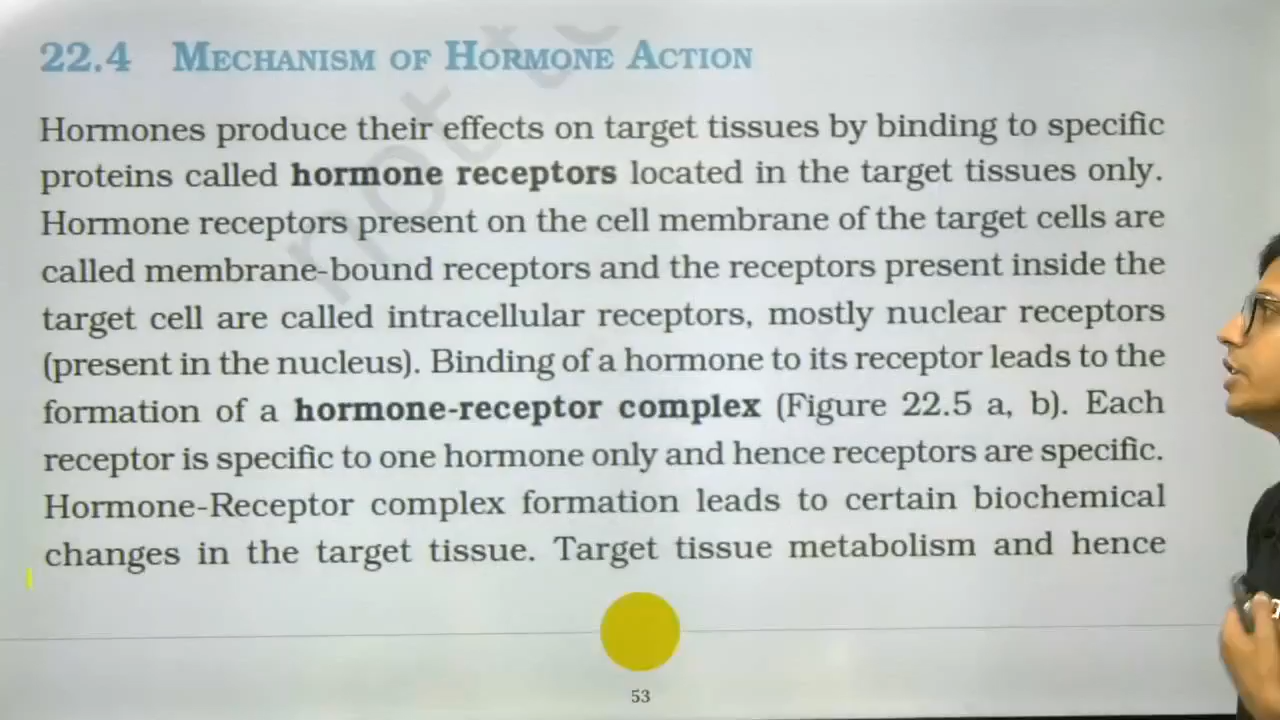 22.4 MECHANISM OF HORMONE ACTION
not to
Hormones produce their effects on target tissues by binding to specific
proteins called hormone receptors located in the target tissues only.
Hormone receptors present on the cell membrane of the target cells are
called membrane-bound receptors and the receptors present inside the
target cell are called intracellular receptors, mostly nuclear receptors
(present in the nucleus). Binding of a hormone to its receptor leads to the
formation of a hormone-receptor complex (Figure 22.5 a, b). Each
receptor is specific to one hormone only and hence receptors are specific.
Hormone-Receptor complex formation leads to certain biochemical
changes in the target tissue. Target tissue metabolism and hence
53